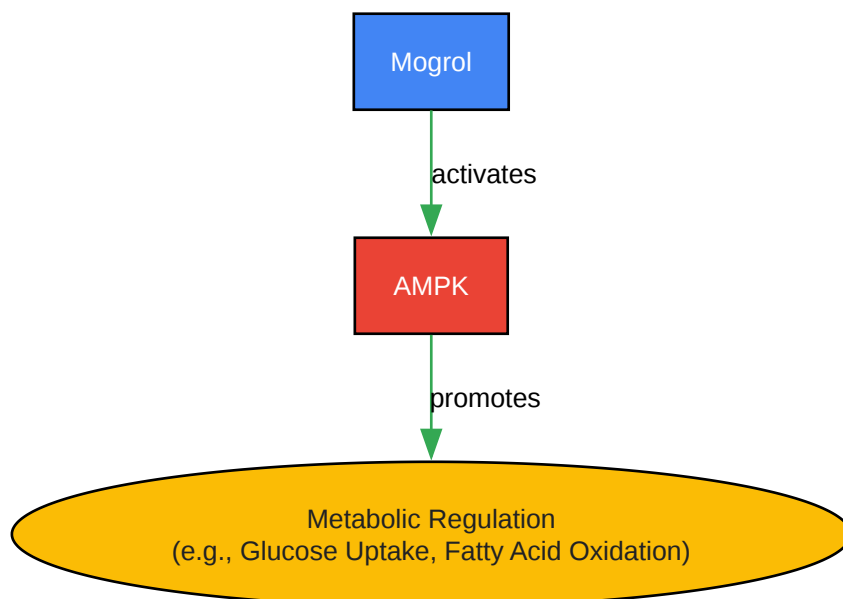 Mogrol
activates
AMPK
promotes
Metabolic Regulation
(e.g., Glucose Uptake, Fatty Acid Oxidation)